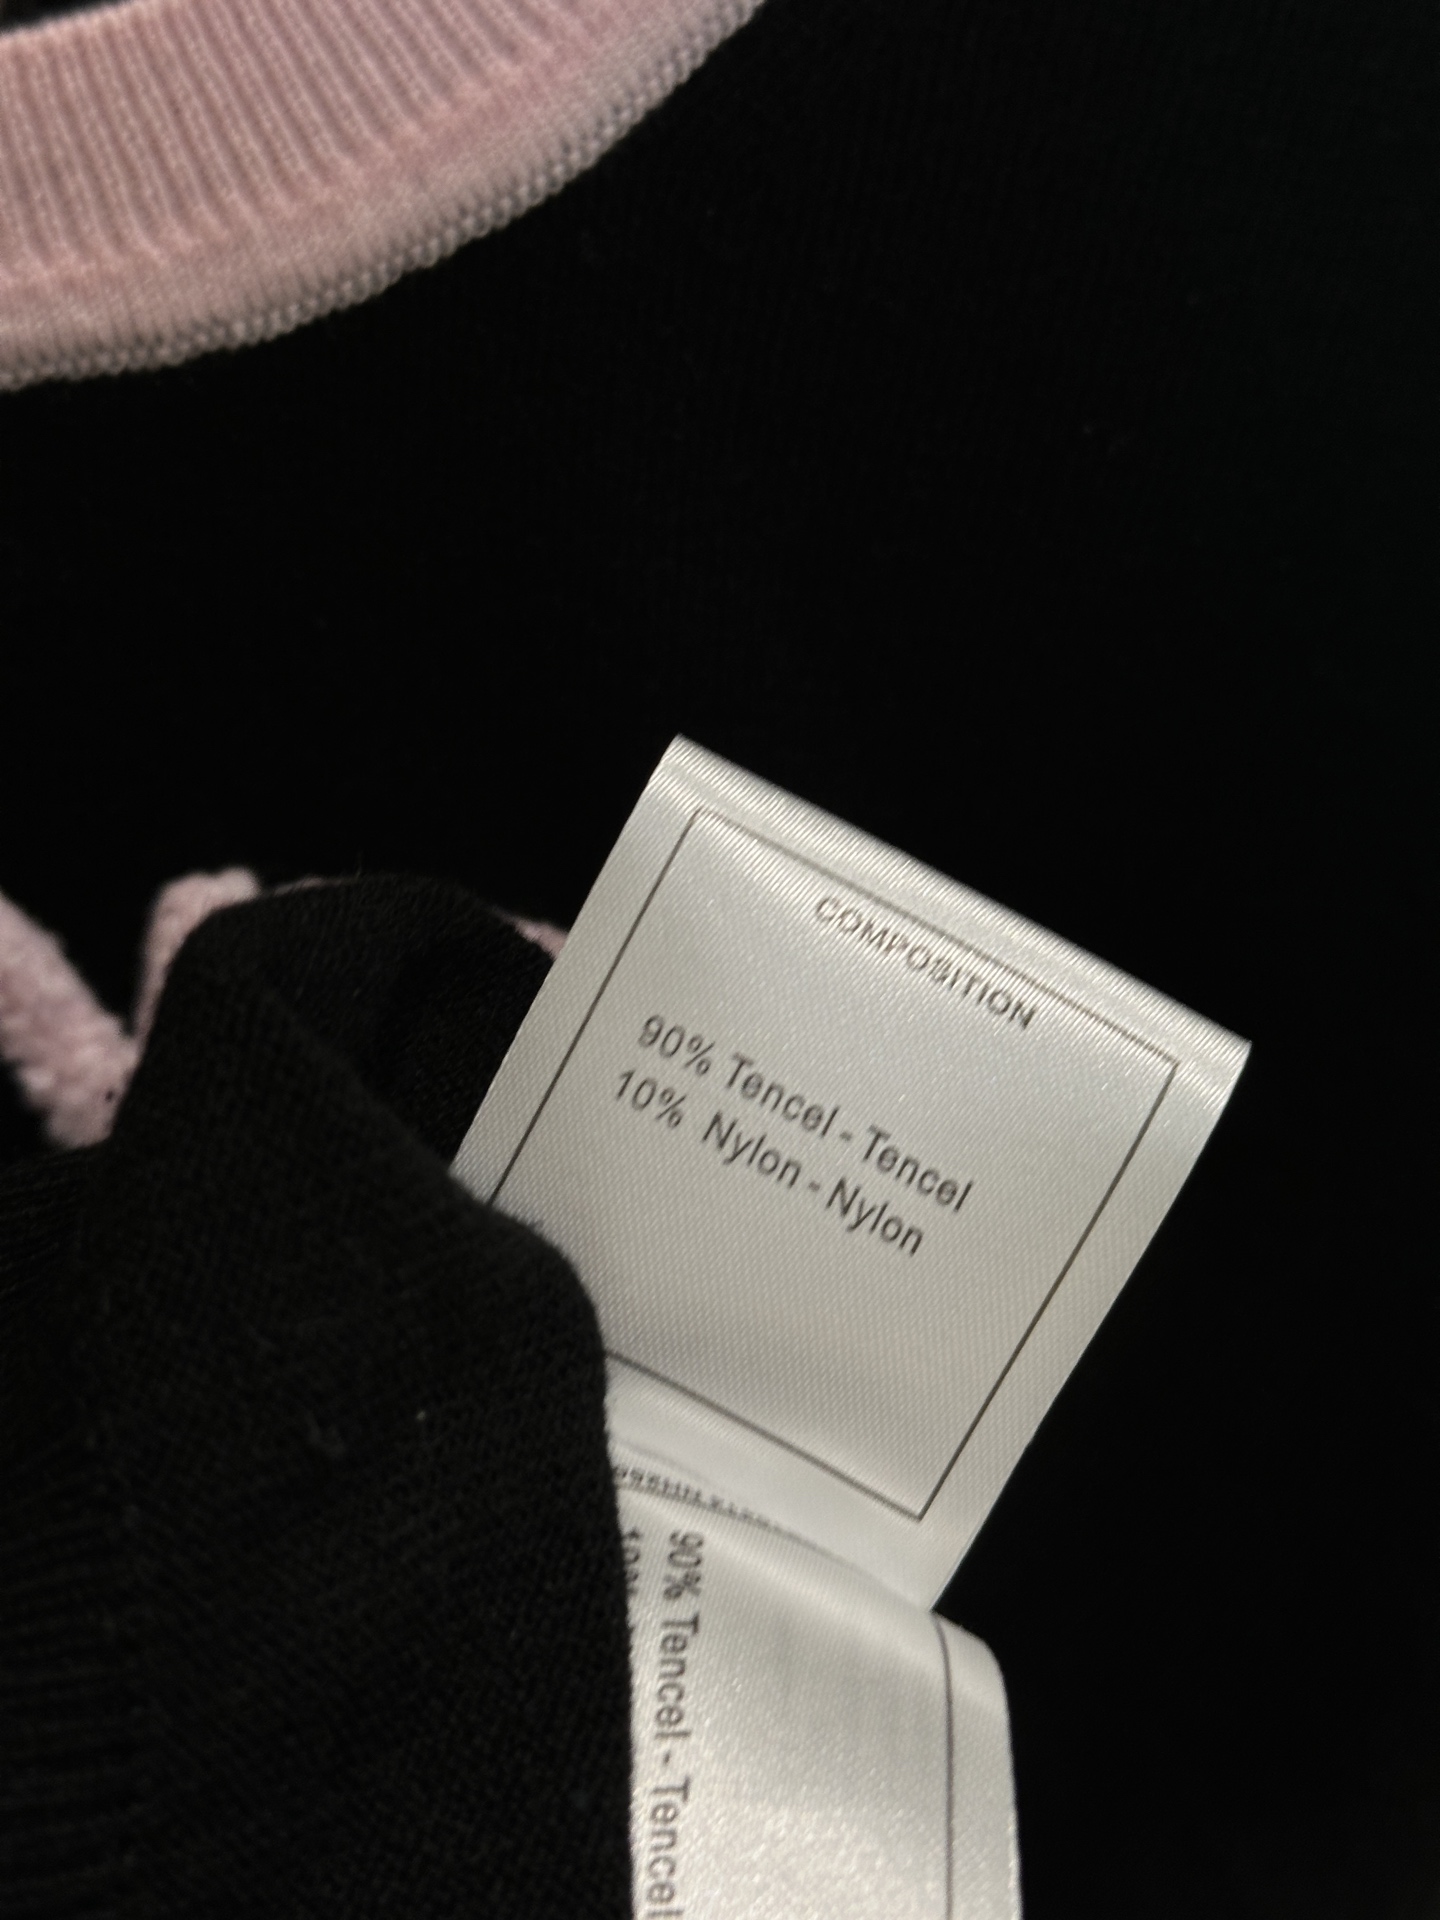 COMPOSITION
90% Tencel - Tencel
10% Nylon - Nylon
90% Tencel - Tencel